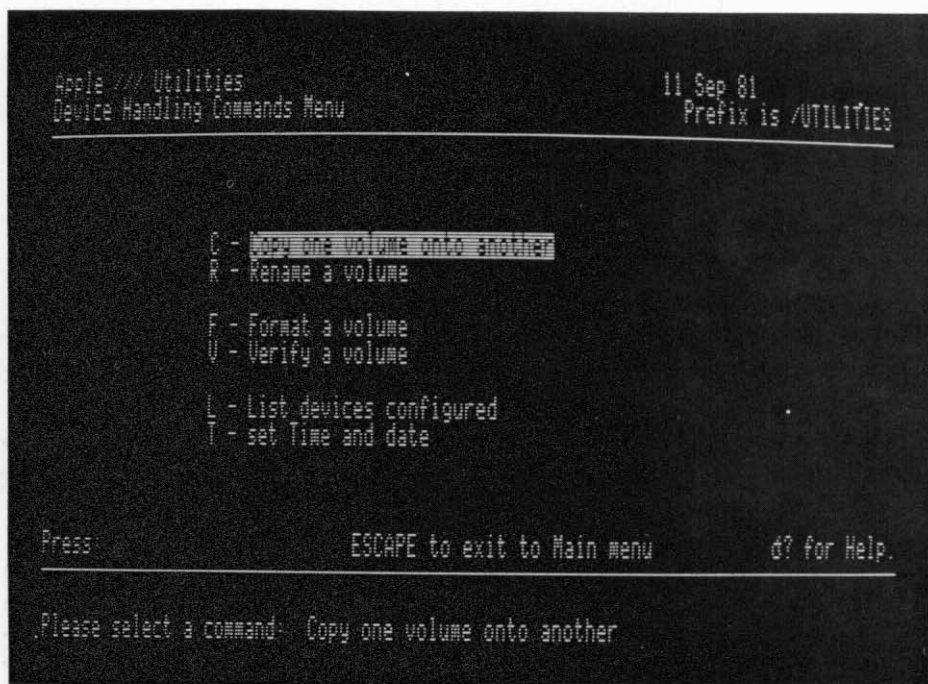 Apple /// Utilities
11 Sep 81
Device Handling Commands Menu
Prefix is /UTILITIES
C - Copy one volume onto another
R - Rename a volume
F - Format a volume
V - Verify a volume
L - List devices configured
T - set Time and date
Press:
ESCAPE to exit to Main menu
d? for Help.
Please select a command: Copy one volume onto another